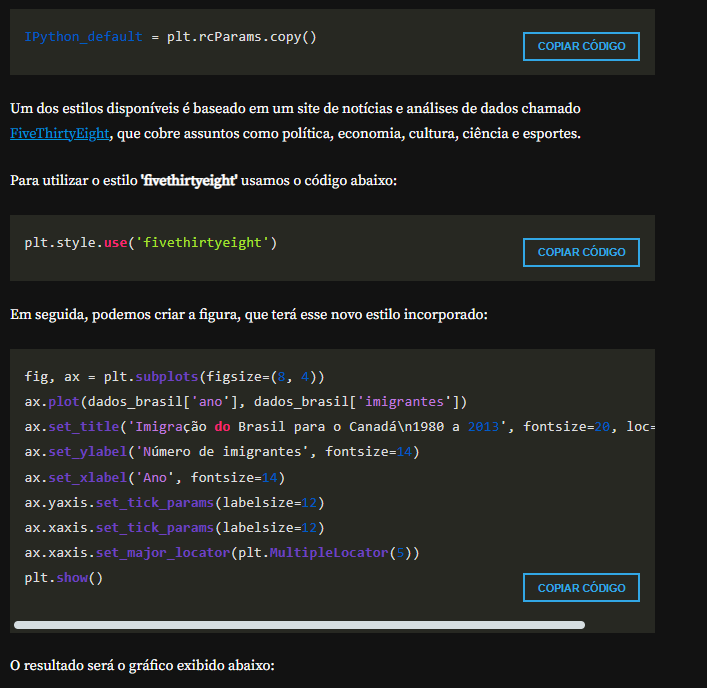 IPython_default = plt.rcParams.copy()
COPIAR CÓDIGO
Um dos estilos disponíveis é baseado em um site de notícias e análises de dados chamado
FiveThirtyEight, que cobre assuntos como política, economia, cultura, ciência e esportes.
Para utilizar o estilo 'fivethirtyeight' usamos o código abaixo:
plt.style.use('fivethirtyeight')
COPIAR CÓDIGO
Em seguida, podemos criar a figura, que terá esse novo estilo incorporado:
fig, ax = plt.subplots(figsize=(8, 4))
ax.plot(dados_brasil['ano'], dados_brasil['imigrantes'])
ax.set_title('Imigração do Brasil para o Canadá\n1980 a 2013', fontsize=20, loc=
ax.set_ylabel('Número de imigrantes', fontsize=14)
ax.set_xlabel('Ano', fontsize=14)
ax.yaxis.set_tick_params(labelsize=12)
ax.xaxis.set_tick_params(labelsize=12)
ax.xaxis.set_major_locator(plt.MultipleLocator(5))
plt.show()
COPIAR CÓDIGO
O resultado será o gráfico exibido abaixo: